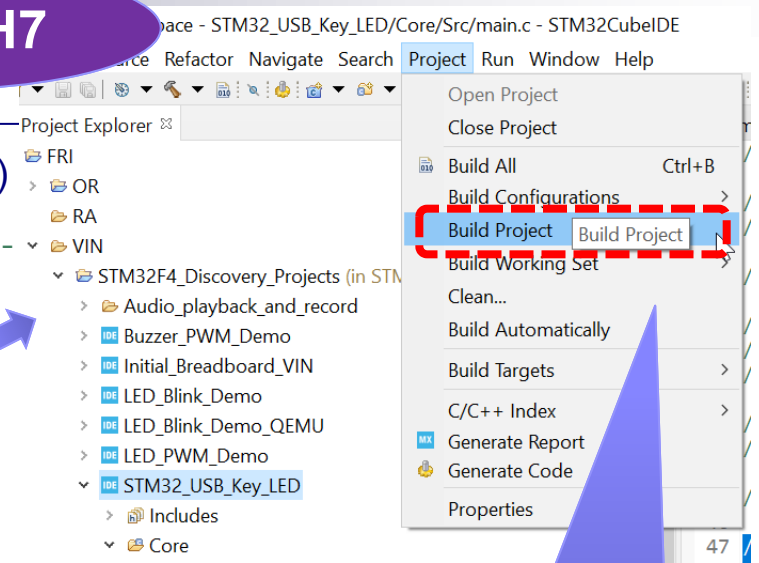 H7
pace - STM32_USB_Key_LED/Core/Src/main.c - STM32CubeIDE
rce Refactor Navigate Search Project Run Window Help
Project Explorer
FRI
OR
RA
VIN
STM32F4_Discovery_Projects (in STM
Audio_playback_and_record
Buzzer_PWM_Demo
Initial_Breadboard_VIN
LED_Blink_Demo
LED_Blink_Demo_QEMU
LED_PWM_Demo
STM32_USB_Key_LED
Includes
Core
Open Project
Close Project
Build All Ctrl+B
Build Configurations
Build Project Build Project
Build Working Set
Clean...
Build Automatically
Build Targets
C/C++ Index
Generate Report
Generate Code
Properties
47